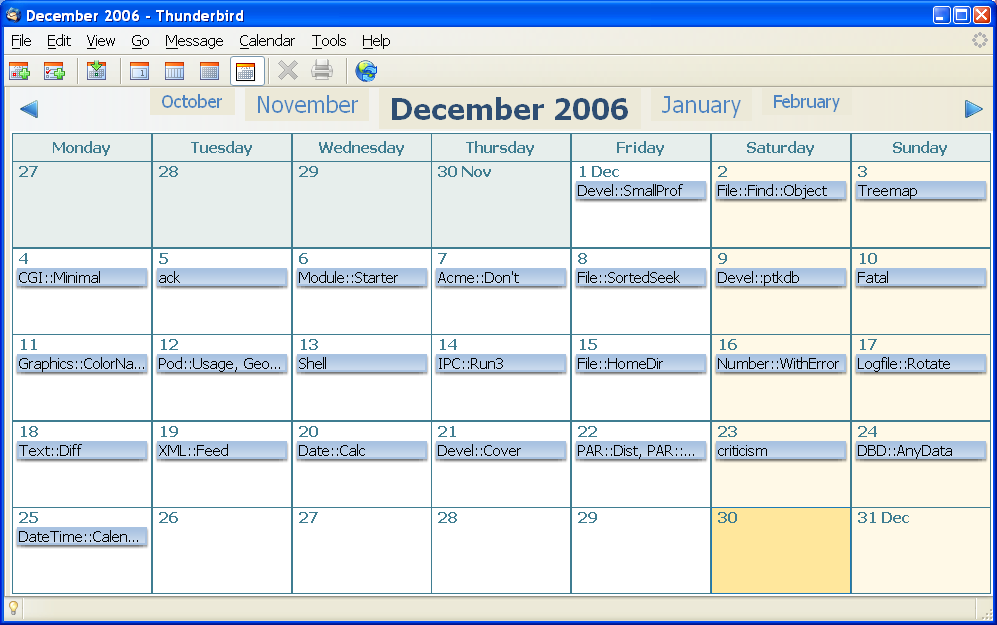 December 2006 - Thunderbird
File Edit View Go Message Calendar Tools Help
October November December 2006 January February
Monday Tuesday Wednesday Thursday Friday Saturday Sunday
27 28 29 30 Nov 1 Dec 2 3
Devel::SmallProf File::Find::Object Treemap
4 5 6 7 8 9 10
CGI::Minimal ack Module::Starter Acme::Don't File::SortedSeek Devel::ptkdb Fatal
11 12 13 14 15 16 17
Graphics::ColorNa... Pod::Usage, Geo... Shell IPC::Run3 File::HomeDir Number::WithError Logfile::Rotate
18 19 20 21 22 23 24
Text::Diff XML::Feed Date::Calc Devel::Cover PAR::Dist, PAR::... criticism DBD::AnyData
25 26 27 28 29 30 31 Dec
DateTime::Calen...